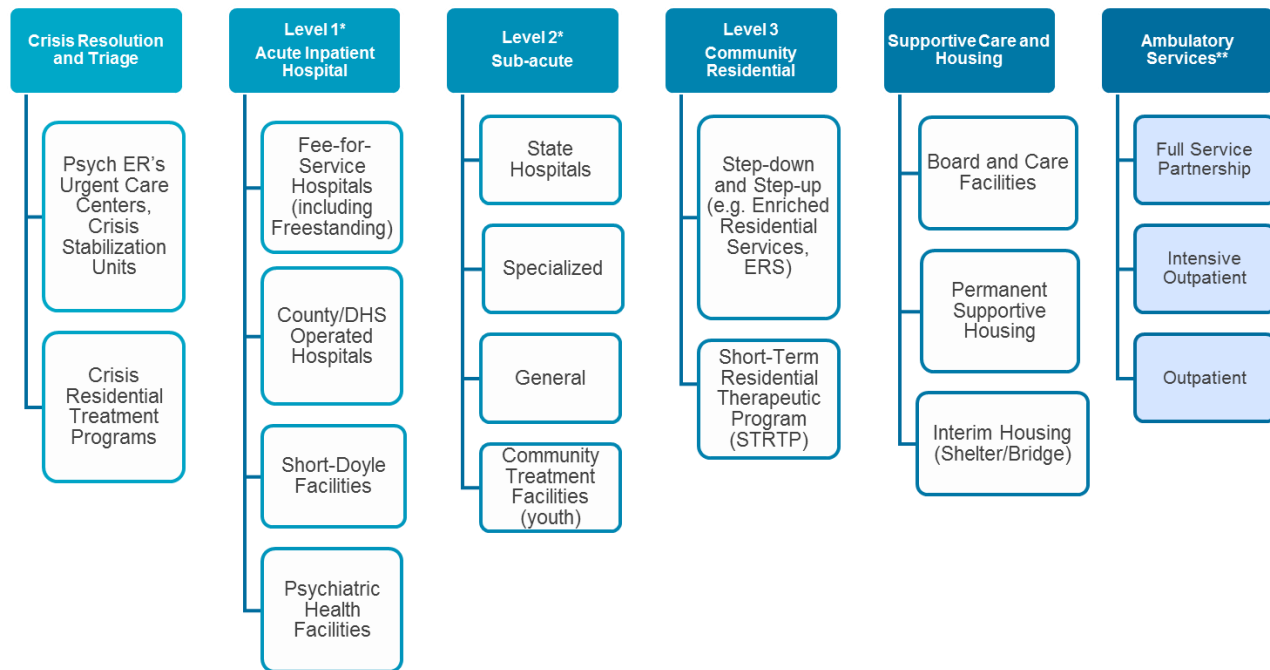 Crisis Resolution
and Triage
Psych ER's
Urgent Care
Centers,
Crisis
Stabilization
Units
Crisis
Residential
Treatment
Programs
Level 1*
Acute Inpatient
Hospital
Fee-for-
Service
Hospitals
(including
Freestanding)
County/DHS
Operated
Hospitals
Short-Doyle
Facilities
Psychiatric
Health
Facilities
Level 2*
Sub-acute
State
Hospitals
Specialized
General
Community
Treatment
Facilities
(youth)
Level 3
Community
Residential
Step-down
and Step-up
(e.g. Enriched
Residential
Services,
ERS)
Short-Term
Residential
Therapeutic
Program
(STRTP)
Supportive Care and
Housing
Board and Care
Facilities
Permanent
Supportive
Housing
Interim Housing
(Shelter/Bridge)
Ambulatory
Services**
Full Service
Partnership
Intensive
Outpatient
Outpatient